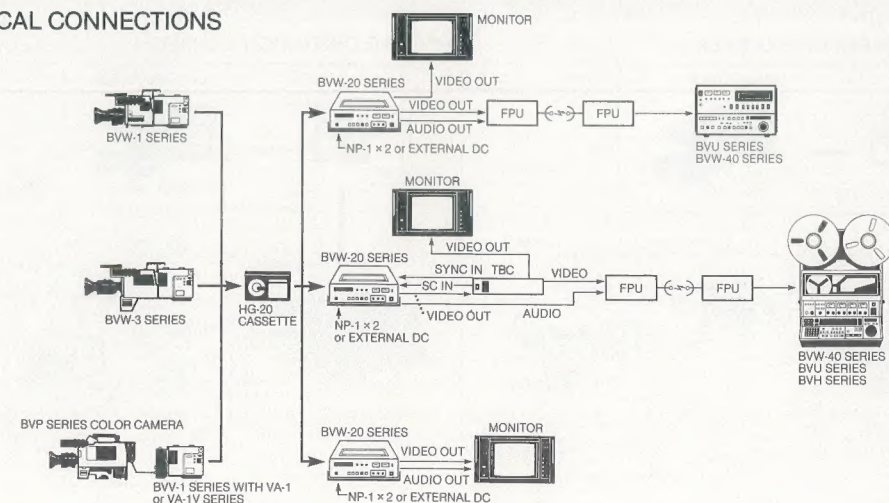 CAL CONNECTIONS
MONITOR
BVW-20 SERIES
VIDEO OUT
VIDEO OUT
AUDIO OUT
FPU
FPU
NP-1 × 2 or EXTERNAL DC
BVU SERIES
BVW-40 SERIES
BVW-1 SERIES
MONITOR
VIDEO OUT
BVW-20 SERIES
SYNC IN TBC
VIDEO
SC IN
FPU
FPU
VIDEO OUT
AUDIO
NP-1 × 2
or EXTERNAL DC
BVW-3 SERIES
HG-20
CASSETTE
BVW-40 SERIES
BVU SERIES
BVH SERIES
BVP SERIES COLOR CAMERA
BVV-1 SERIES WITH VA-1
or VA-1V SERIES
BVW-20 SERIES
VIDEO OUT
MONITOR
AUDIO OUT
NP-1 × 2 or EXTERNAL DC